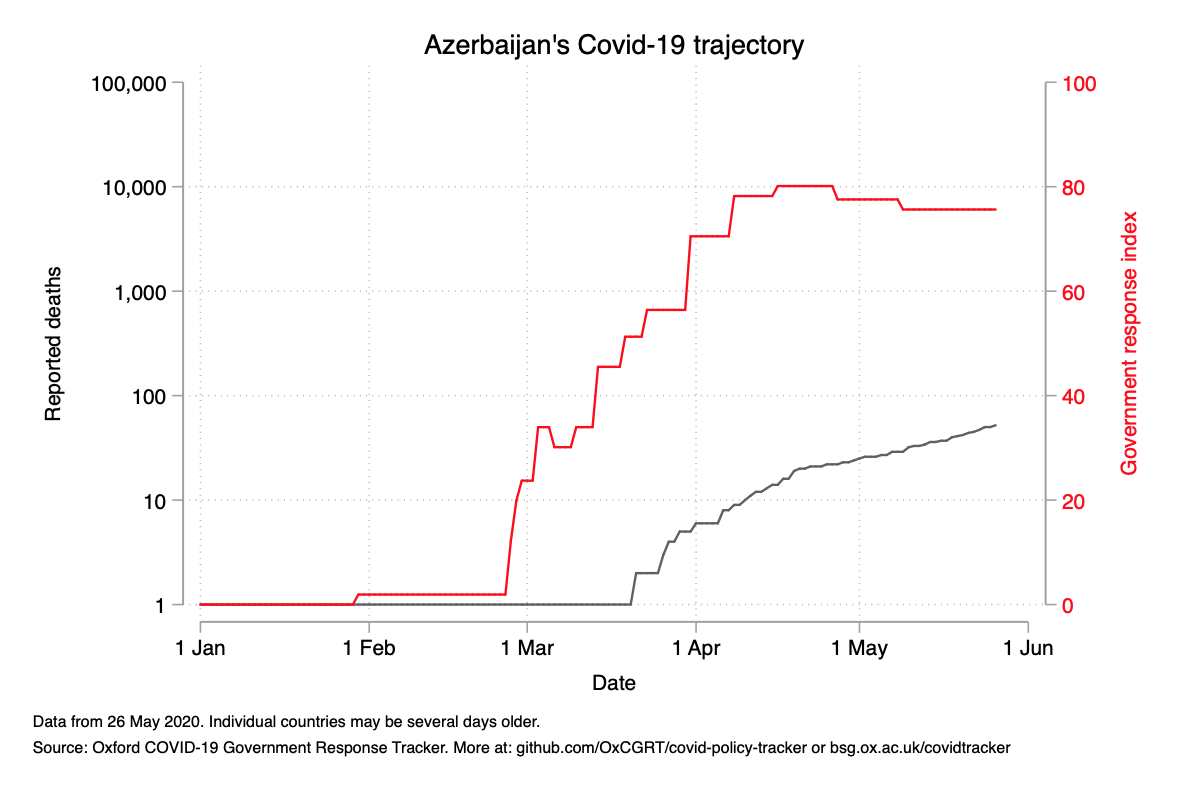 Azerbaijan's Covid-19 trajectory
100,000
10,000
1,000
100
10
1
Reported deaths
100
80
60
40
20
0
Government response index
1 Jan
1 Feb
1 Mar
1 Apr
1 May
1 Jun
Date
Data from 26 May 2020. Individual countries may be several days older.
Source: Oxford COVID-19 Government Response Tracker. More at: github.com/OxCGRT/covid-policy-tracker or bsg.ox.ac.uk/covidtracker